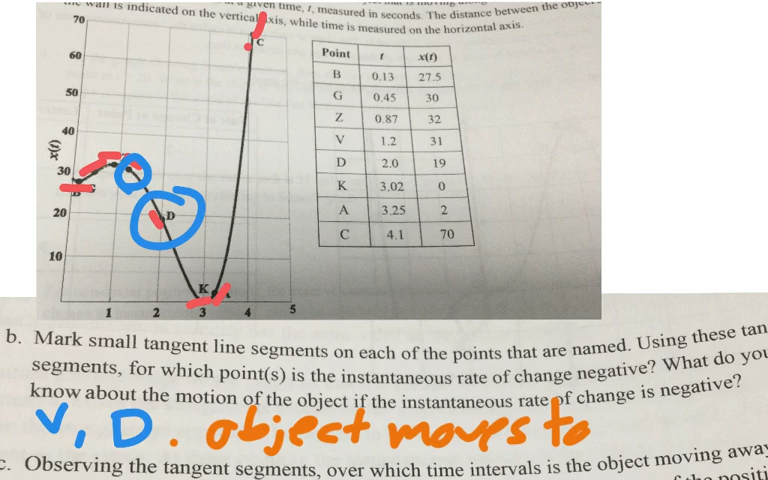 wall is indicated on the vertical axis, while time is measured on the horizontal axis.
given time, t, measured in seconds. The distance between the
70
60
50
40
30
20
10
x(t)
1 2 3 4 5
C
D
K
Point t x(t)
B 0.13 27.5
G 0.45 30
Z 0.87 32
V 1.2 31
D 2.0 19
K 3.02 0
A 3.25 2
C 4.1 70
b. Mark small tangent line segments on each of the points that are named. Using these tan
segments, for which point(s) is the instantaneous rate of change negative? What do you
know about the motion of the object if the instantaneous rate of change is negative?
V, D. object moves to
c. Observing the tangent segments, over which time intervals is the object moving away